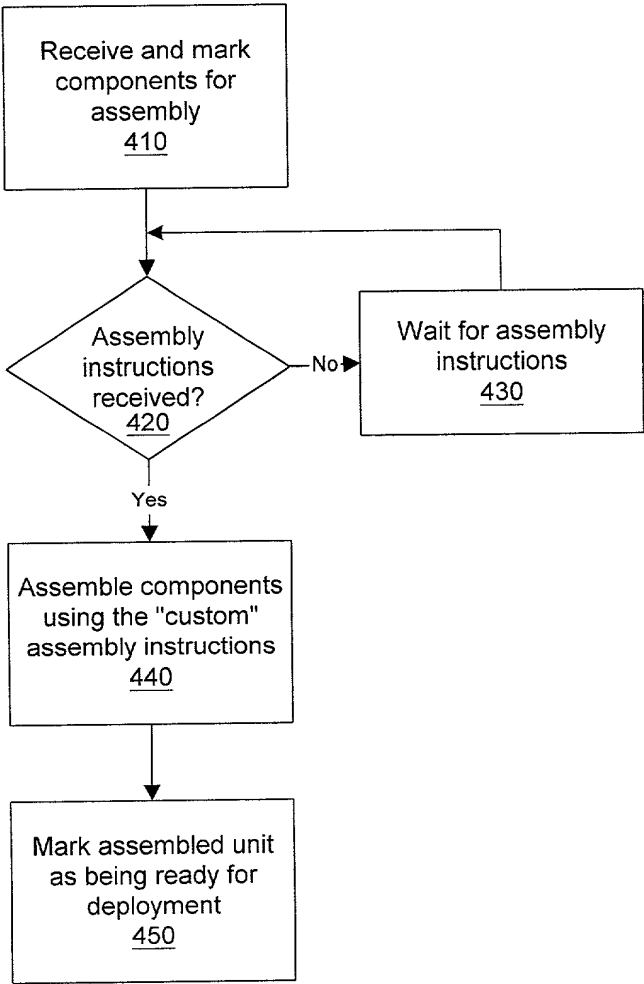 Receive and mark
components for
assembly
410
Assembly
instructions
received?
420
No
Wait for assembly
instructions
430
Yes
Assemble components
using the "custom"
assembly instructions
440
Mark assembled unit
as being ready for
deployment
450